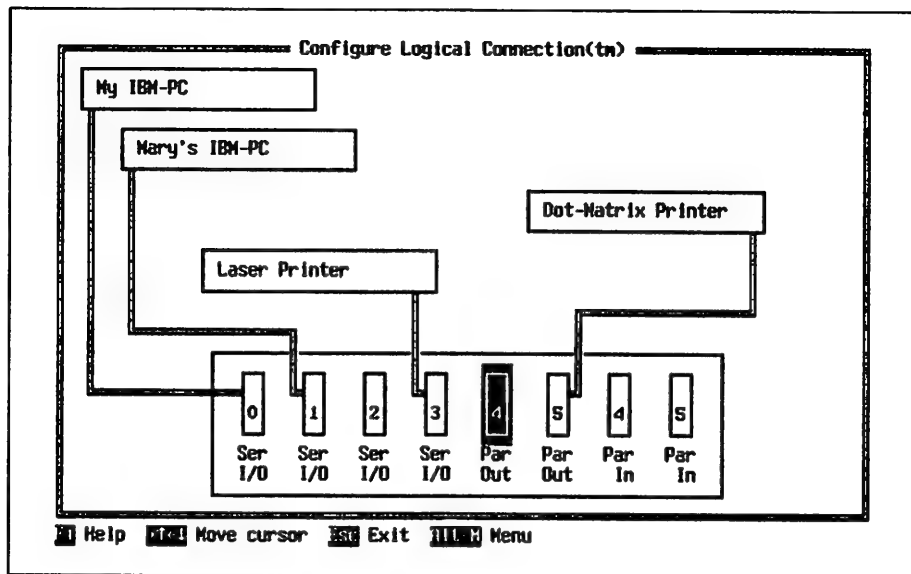 Configure Logical Connection(tm)
My IBM-PC
Mary's IBM-PC
Dot-Matrix Printer
Laser Printer
0 1 2 3 4 5 4 5
Ser Ser Ser Ser Par Par Par Par
I/O I/O I/O I/O Out Out In In
F1 Help Move cursor Esc Exit Menu